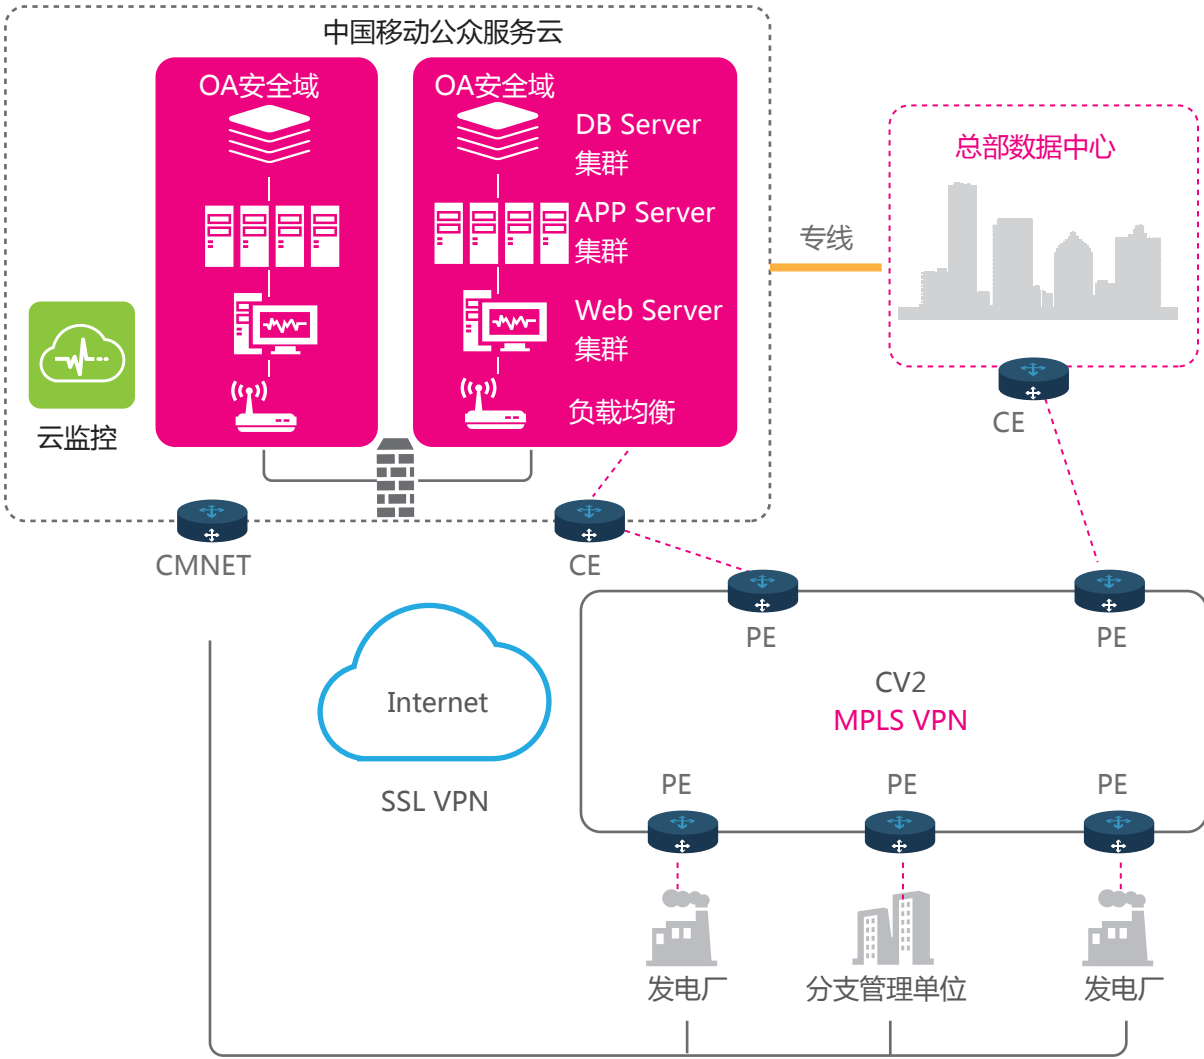 中国移动公众服务云
OA安全域
OA安全域
DB Server
集群
APP Server
集群
Web Server
集群
负载均衡
云监控
专线
总部数据中心
CE
CMNET
CE
PE
PE
Internet
SSL VPN
CV2
MPLS VPN
PE
PE
PE
发电厂
分支管理单位
发电厂